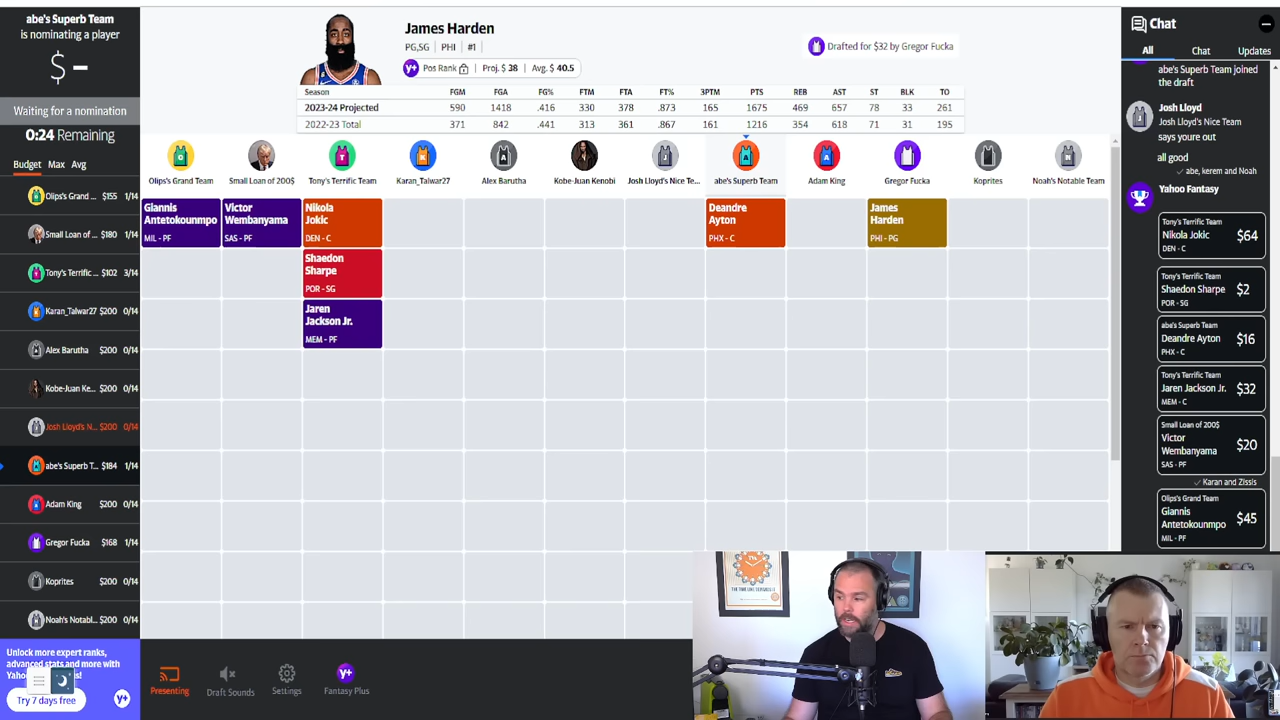 abe's Superb Team
is nominating a player
$ –
Waiting for a nomination
0:24 Remaining
Budget Max Avg
Olips's Grand ... $155 1/14
Small Loan of ... $180 1/14
Tony's Terrific ... $102 3/14
Karan_Talwar27 $200 0/14
Alex Barutha $200 0/14
Kobe-Juan Ke... $200 0/14
Josh Lloyd's N... $200 0/14
abe's Superb T... $184 1/14
Adam King $200 0/14
Gregor Fucka $168 1/14
Koprites $200 0/14
Noah's Notabl... $200 0/14
Unlock more expert ranks,
advanced stats and more with
Try 7 days free
y+
James Harden
PG,SG PHI #1
y+ Pos Rank Proj. $ 38 Avg. $ 40.5
Drafted for $32 by Gregor Fucka
Season FGM FGA FG% FTM FTA FT% 3PTM PTS REB AST ST BLK TO
2023-24 Projected 590 1418 .416 330 378 .873 165 1675 469 657 78 33 261
2022-23 Total 371 842 .441 313 361 .867 161 1216 354 618 71 31 195
Olips's Grand Team Small Loan of 200$ Tony's Terrific Team Karan_Talwar27 Alex Barutha Kobe-Juan Kenobi Josh Lloyd's Nice Te... abe's Superb Team Adam King Gregor Fucka Koprites Noah's Notable Team
Giannis
Antetokounmpo
MIL - PF
Victor
Wembanyama
SAS - PF
Nikola
Jokic
DEN - C
Deandre
Ayton
PHX - C
James
Harden
PHI - PG
Shaedon
Sharpe
POR - SG
Jaren
Jackson Jr.
MEM - PF
Presenting
Draft Sounds
Settings
y+
Fantasy Plus
Chat
All Chat Updates
abe's Superb Team joined
the draft
Josh Lloyd
Josh Lloyd's Nice Team
says youre out
all good
abe, kerem and Noah
Yahoo Fantasy
Tony's Terrific Team
Nikola Jokic $64
DEN - C
Tony's Terrific Team
Shaedon Sharpe $2
POR - SG
abe's Superb Team
Deandre Ayton $16
PHX - C
Tony's Terrific Team
Jaren Jackson Jr. $32
MEM - C
Small Loan of 200$
Victor
Wembanyama $20
SAS - PF
Karan and Zissis
Olips's Grand Team
Giannis
Antetokounmpo $45
MIL - PF